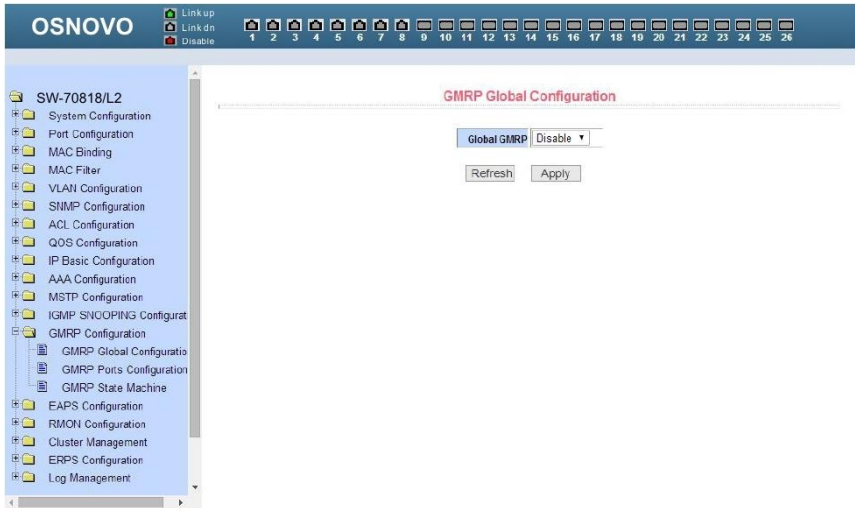 OSNOVO
Link up
Link dn
Disable
1 2 3 4 5 6 7 8 9 10 11 12 13 14 15 16 17 18 19 20 21 22 23 24 25 26
SW-70818/L2
System Configuration
Port Configuration
MAC Binding
MAC Filter
VLAN Configuration
SNMP Configuration
ACL Configuration
QOS Configuration
IP Basic Configuration
AAA Configuration
MSTP Configuration
IGMP SNOOPING Configurat
GMRP Configuration
GMRP Global Configuratio
GMRP Ports Configuration
GMRP State Machine
EAPS Configuration
RMON Configuration
Cluster Management
ERPS Configuration
Log Management
GMRP Global Configuration
Global GMRP Disable
Refresh Apply